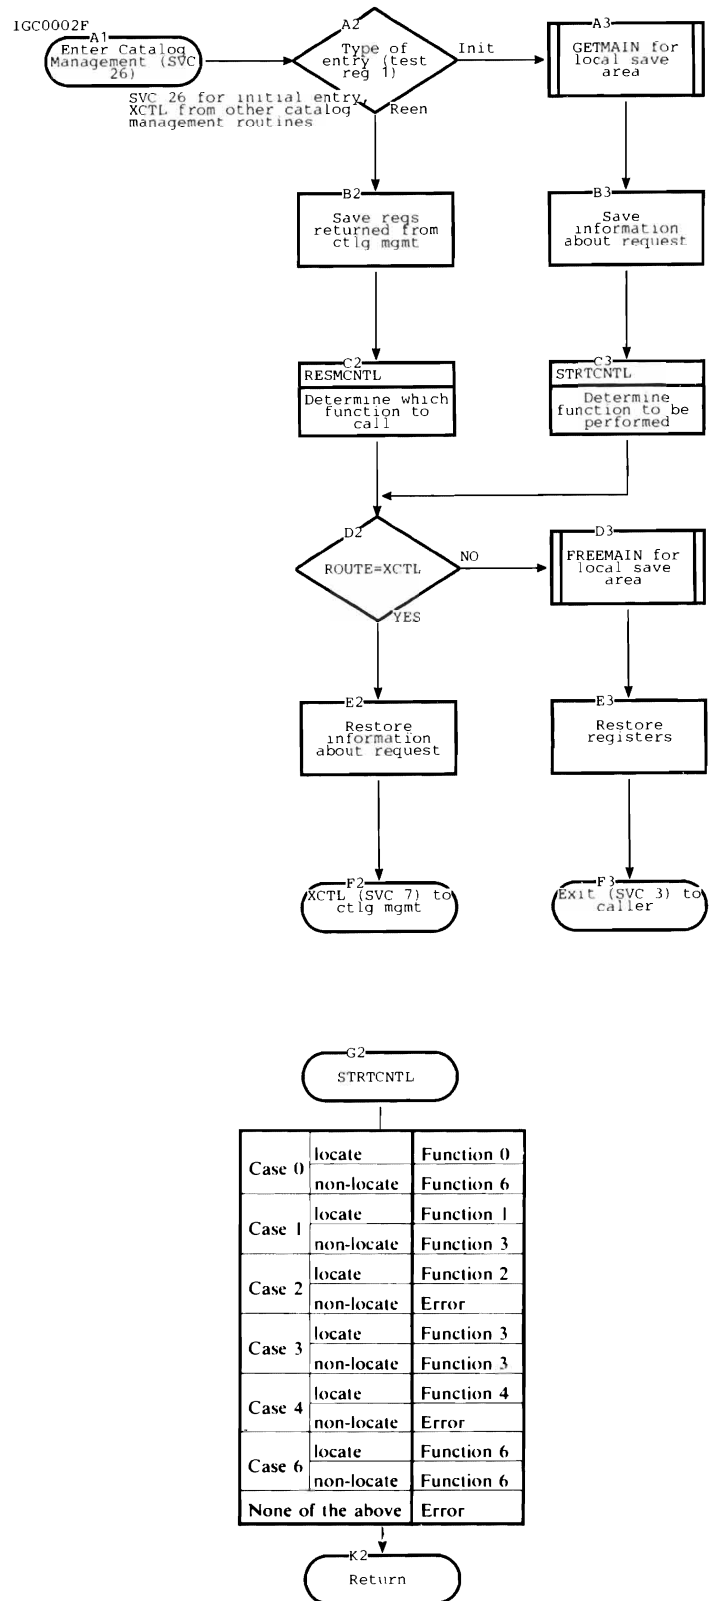 IGC0002F
A1
Enter Catalog
Management (SVC
26)
SVC 26 for initial entry,
XCTL from other catalog
management routines
A2
Type of
entry (test
reg 1)
Init
Reen
A3
GETMAIN for
local save
area
B2
Save regs
returned from
ctlg mgmt
B3
Save
information
about request
C2
RESMCNTL
Determine which
function to
call
C3
STRTCNTL
Determine
function to be
performed
D2
ROUTE=XCTL
NO
YES
D3
FREEMAIN for
local save
area
E2
Restore
information
about request
E3
Restore
registers
F2
XCTL (SVC 7) to
ctlg mgmt
F3
Exit (SVC 3) to
caller
G2
STRTCNTL
Case 0
locate
Function 0
non-locate
Function 6
Case 1
locate
Function 1
non-locate
Function 3
Case 2
locate
Function 2
non-locate
Error
Case 3
locate
Function 3
non-locate
Function 3
Case 4
locate
Function 4
non-locate
Error
Case 6
locate
Function 6
non-locate
Function 6
None of the above
Error
K2
Return